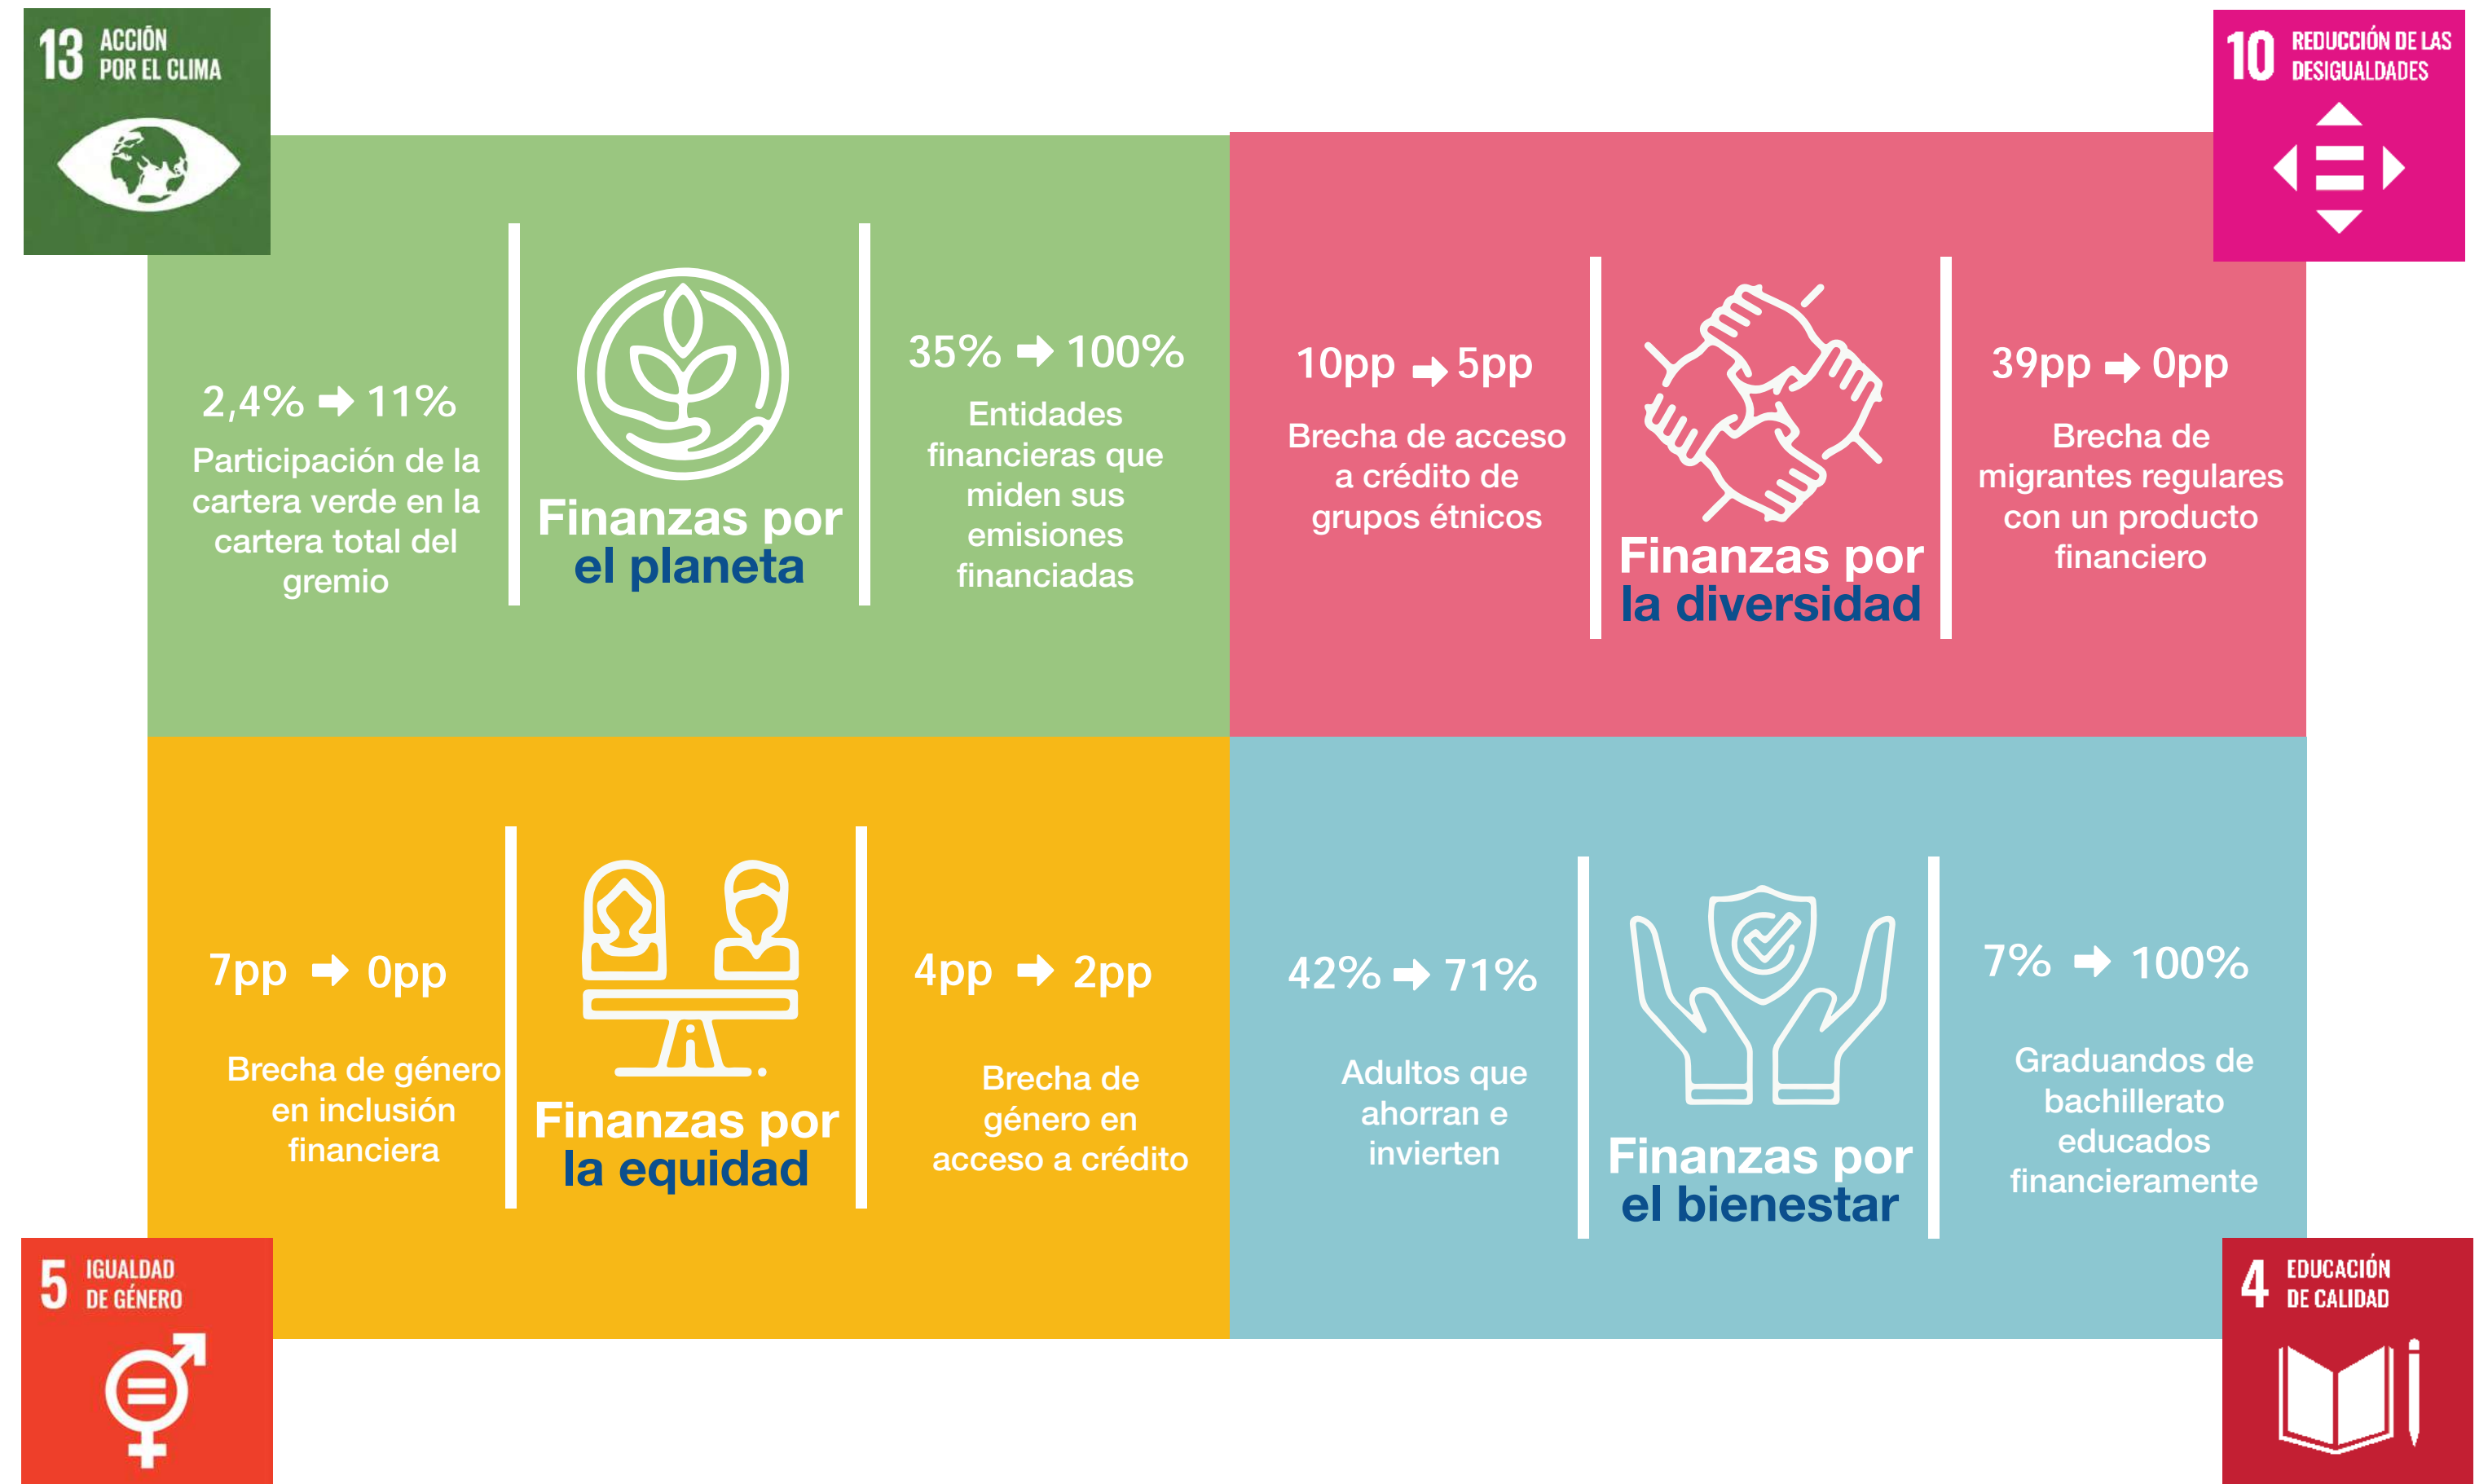 13 ACCIÓN
POR EL CLIMA
2,4% ➡ 11%
Participación de la
cartera verde en la
cartera total del
gremio
Finanzas por
el planeta
35% ➡ 100%
Entidades
financieras que
miden sus
emisiones
financiadas
10 REDUCCIÓN DE LAS
DESIGUALDADES
10pp ➡ 5pp
Brecha de acceso
a crédito de
grupos étnicos
Finanzas por
la diversidad
39pp ➡ 0pp
Brecha de
migrantes regulares
con un producto
financiero
7pp ➡ 0pp
Brecha de género
en inclusión
financiera
Finanzas por
la equidad
4pp ➡ 2pp
Brecha de
género en
acceso a crédito
5 IGUALDAD
DE GÉNERO
42% ➡ 71%
Adultos que
ahorran e
invierten
Finanzas por
el bienestar
7% ➡ 100%
Graduandos de
bachillerato
educados
financieramente
4 EDUCACIÓN
DE CALIDAD